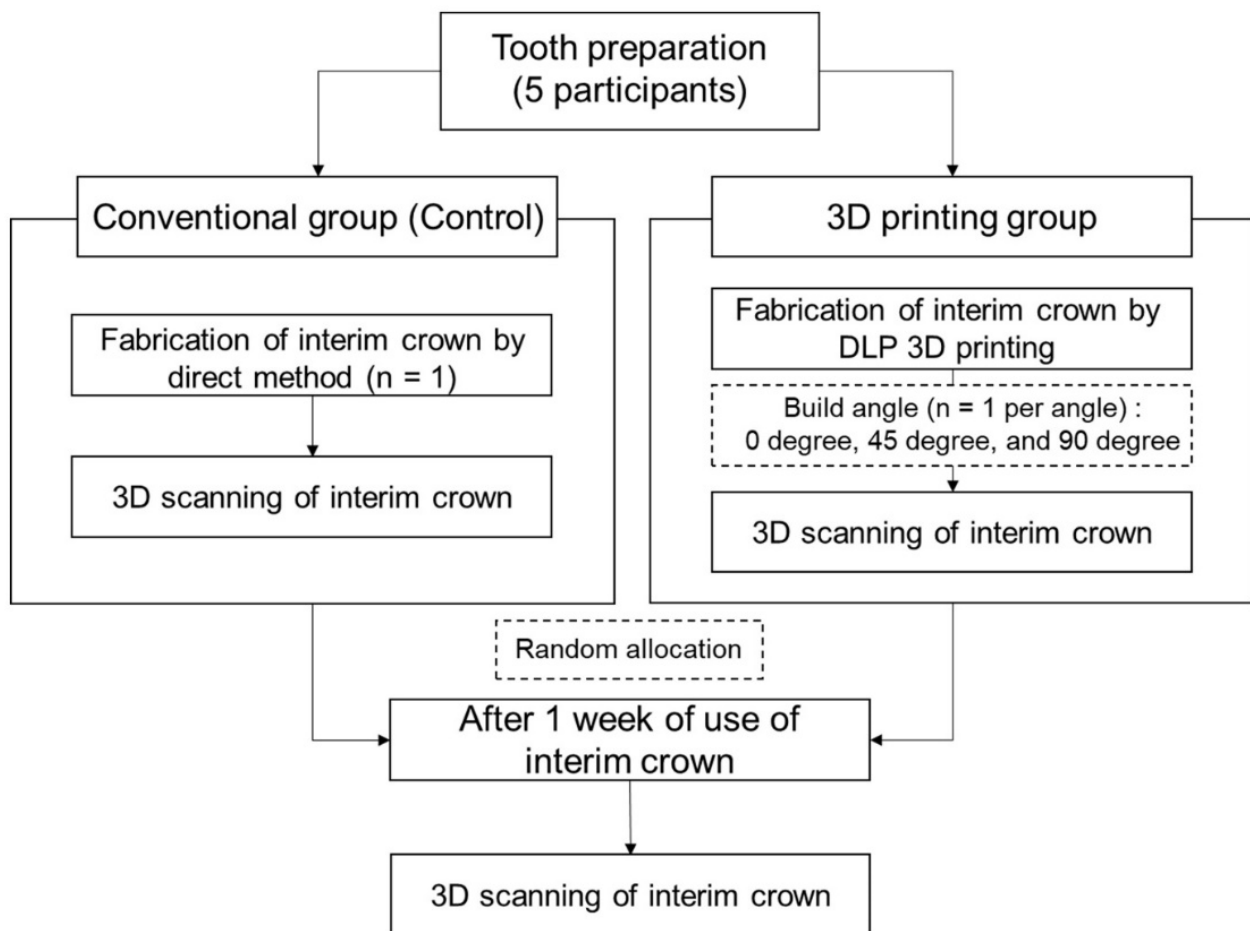 Tooth preparation
(5 participants)
Conventional group (Control)
Fabrication of interim crown by
direct method (n = 1)
3D scanning of interim crown
3D printing group
Fabrication of interim crown by
DLP 3D printing
Build angle (n = 1 per angle) :
0 degree, 45 degree, and 90 degree
3D scanning of interim crown
Random allocation
After 1 week of use of
interim crown
3D scanning of interim crown